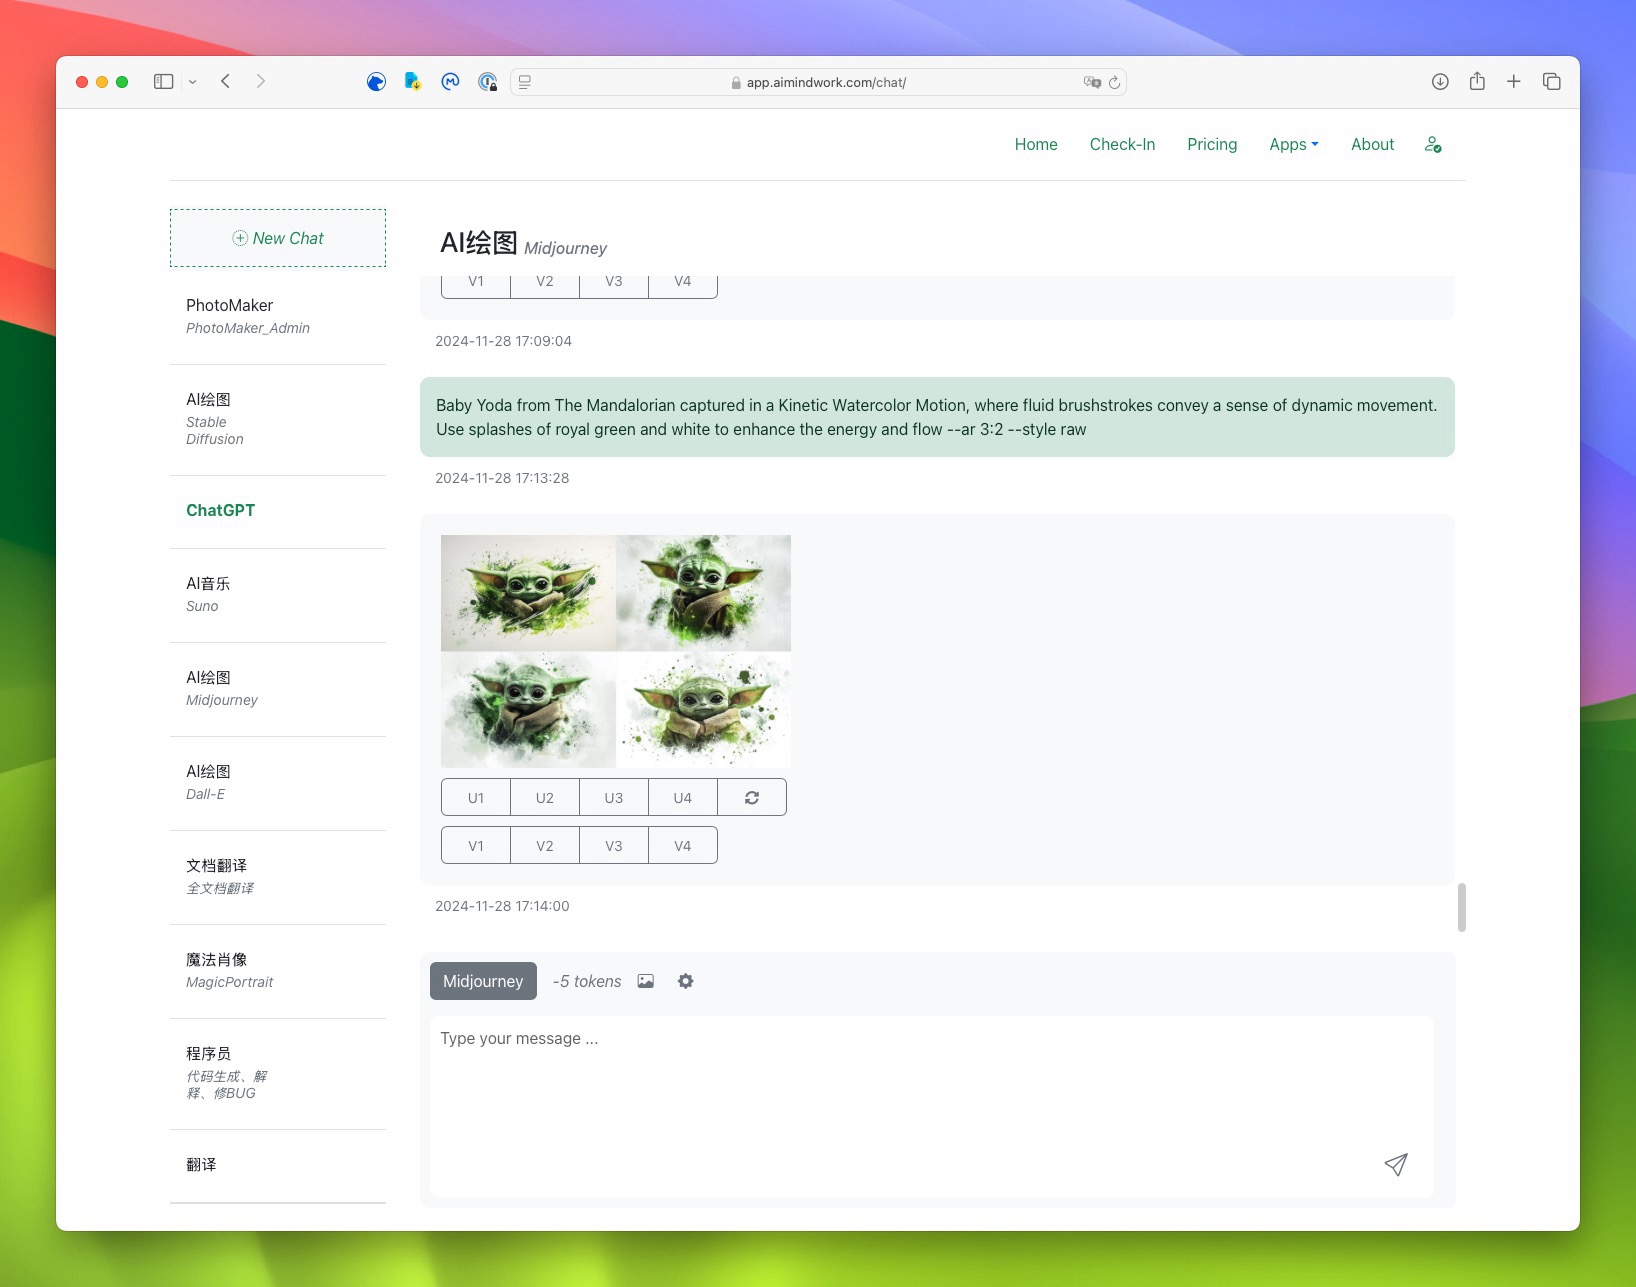 app.aimindwork.com/chat/
Home Check-In Pricing Apps About
New Chat
PhotoMaker
PhotoMaker_Admin
AI绘图
Stable
Diffusion
ChatGPT
AI音乐
Suno
AI绘图
Midjourney
AI绘图
Dall-E
文档翻译
全文档翻译
魔法肖像
MagicPortrait
程序员
代码生成、解
释、修BUG
翻译
AI绘图 Midjourney
V1 V2 V3 V4
2024-11-28 17:09:04
Baby Yoda from The Mandalorian captured in a Kinetic Watercolor Motion, where fluid brushstrokes convey a sense of dynamic movement.
Use splashes of royal green and white to enhance the energy and flow --ar 3:2 --style raw
2024-11-28 17:13:28
U1 U2 U3 U4
V1 V2 V3 V4
2024-11-28 17:14:00
Midjourney -5 tokens
Type your message ...